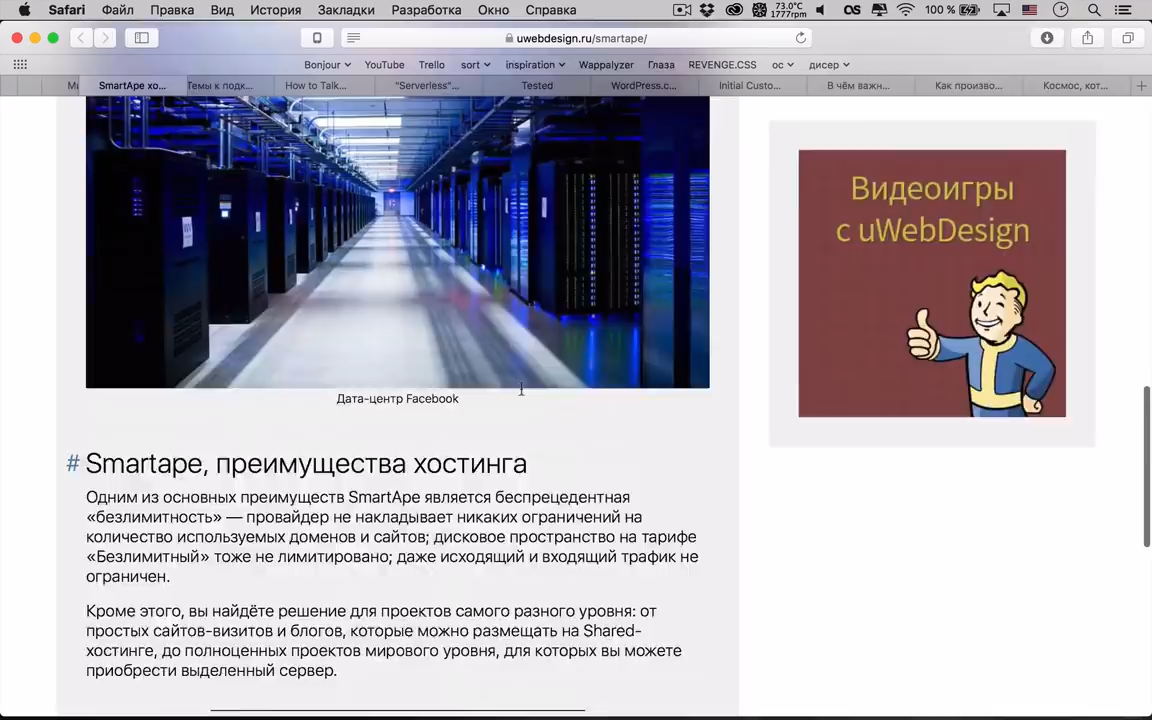 Safari Файл Правка Вид История Закладки Разработка Окно Справка
73.0°C
1777rpm
100 %
uwebdesign.ru/smartape/
Bonjour YouTube Trello sort inspiration Wappalyzer Глаза REVENGE.CSS ос дисер
SmartApe хо... Темы к подк... How to Talk... "Serverless"... Tested WordPress.c... Initial Custo... В чём важн... Как произво... Космос, кот...
Видеоигры
с uWebDesign
Дата-центр Facebook
# Smartape, преимущества хостинга
Одним из основных преимуществ SmartApe является беспрецедентная
«безлимитность» — провайдер не накладывает никаких ограничений на
количество используемых доменов и сайтов; дисковое пространство на тарифе
«Безлимитный» тоже не лимитировано; даже исходящий и входящий трафик не
ограничен.
Кроме этого, вы найдёте решение для проектов самого разного уровня: от
простых сайтов-визитов и блогов, которые можно размещать на Shared-
хостинге, до полноценных проектов мирового уровня, для которых вы можете
приобрести выделенный сервер.